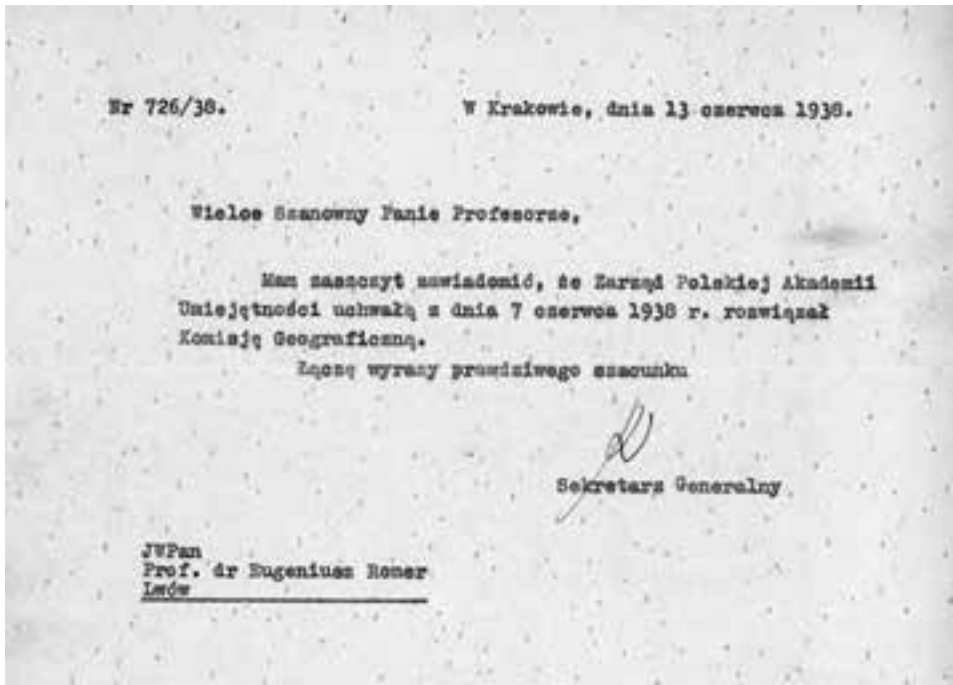 Nr 726/38.
W Krakowie, dnia 13 czerwca 1938.
Wielce Szanowny Panie Profesorze,
Mam zaszczyt zawiadomić, że Zarząd Polskiej Akademii
Umiejętności uchwałą z dnia 7 czerwca 1938 r. rozwiązał
Komisję Geograficzną.
Łączę wyrazy prawdziwego szacunku
Sekretarz Generalny
JWPan
Prof. dr Eugeniusz Romer
Lwów